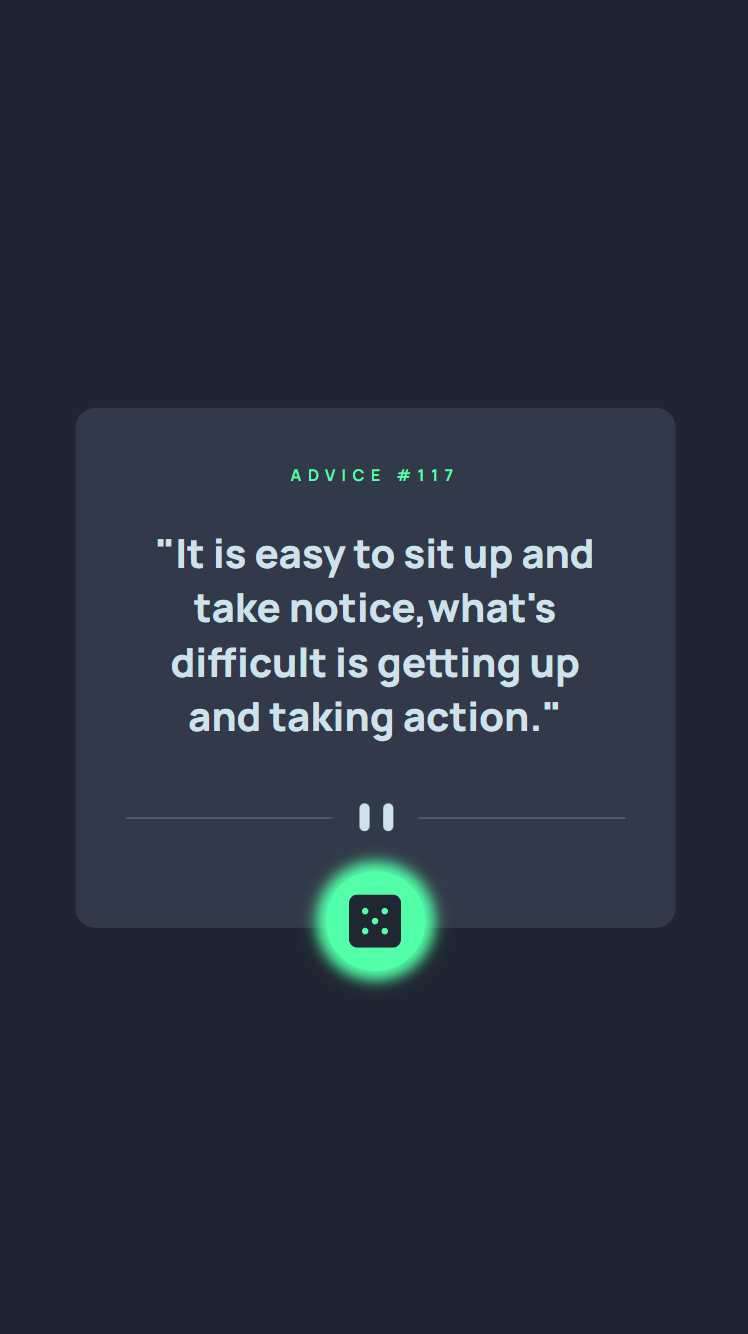 ADVICE #117
"It is easy to sit up and
take notice,what's
difficult is getting up
and taking action."